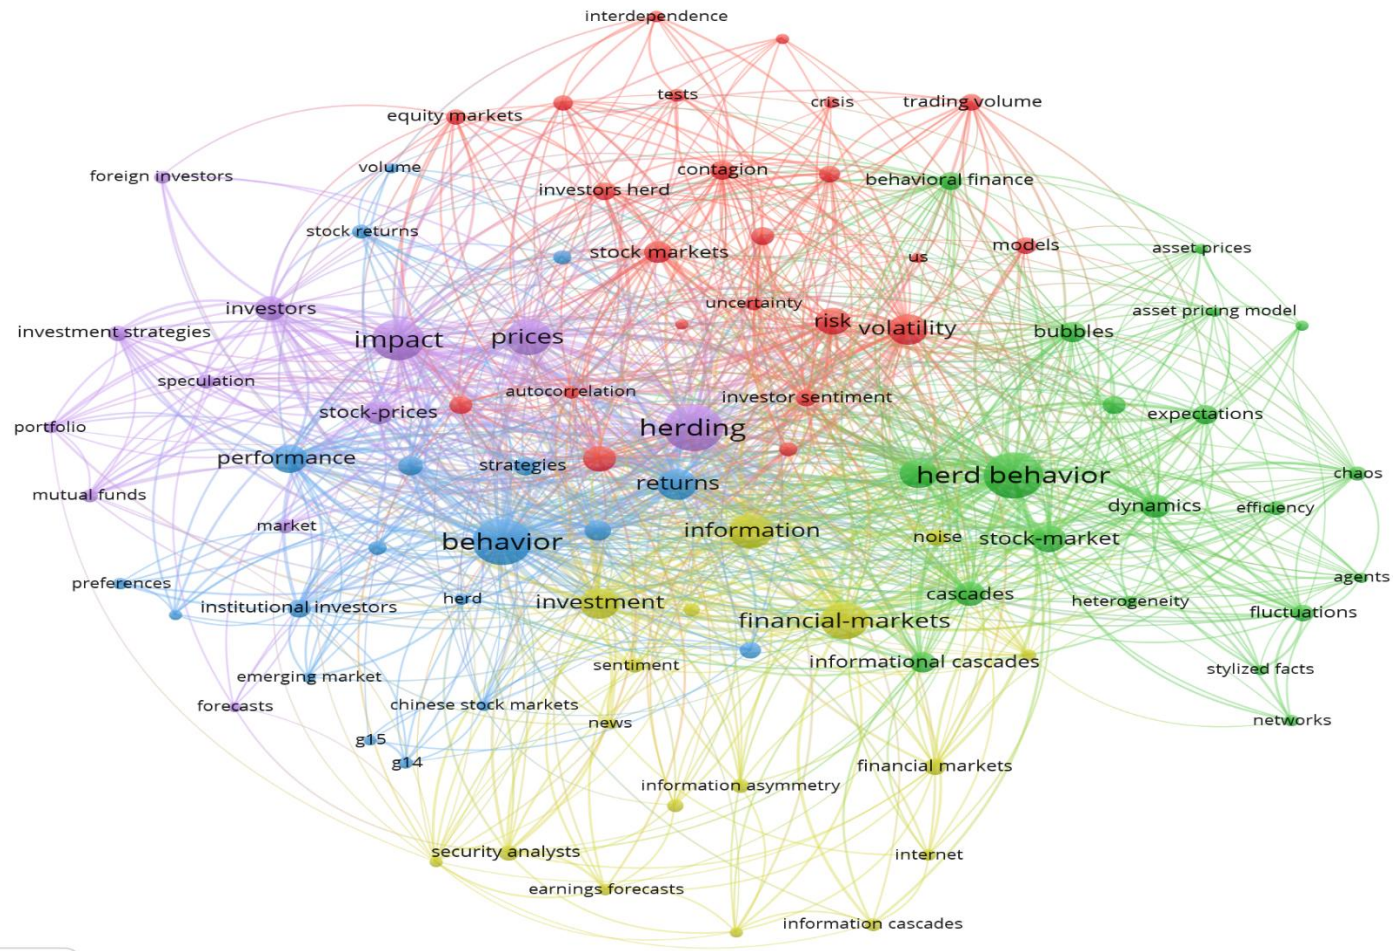 interdependence
tests
crisis
trading volume
equity markets
volume
contagion
foreign investors
behavioral finance
investors herd
stock returns
stock markets
models
asset prices
us
uncertainty
investors
asset pricing model
risk
volatility
bubbles
investment strategies
impact
prices
speculation
autocorrelation
investor sentiment
stock-prices
expectations
portfolio
herding
performance
strategies
herd behavior
chaos
returns
mutual funds
dynamics
efficiency
market
information
noise
stock-market
behavior
preferences
agents
institutional investors
herd
investment
cascades
heterogeneity
fluctuations
financial-markets
sentiment
informational cascades
stylized facts
emerging market
forecasts
chinese stock markets
news
networks
g15
g14
financial markets
information asymmetry
security analysts
internet
earnings forecasts
information cascades